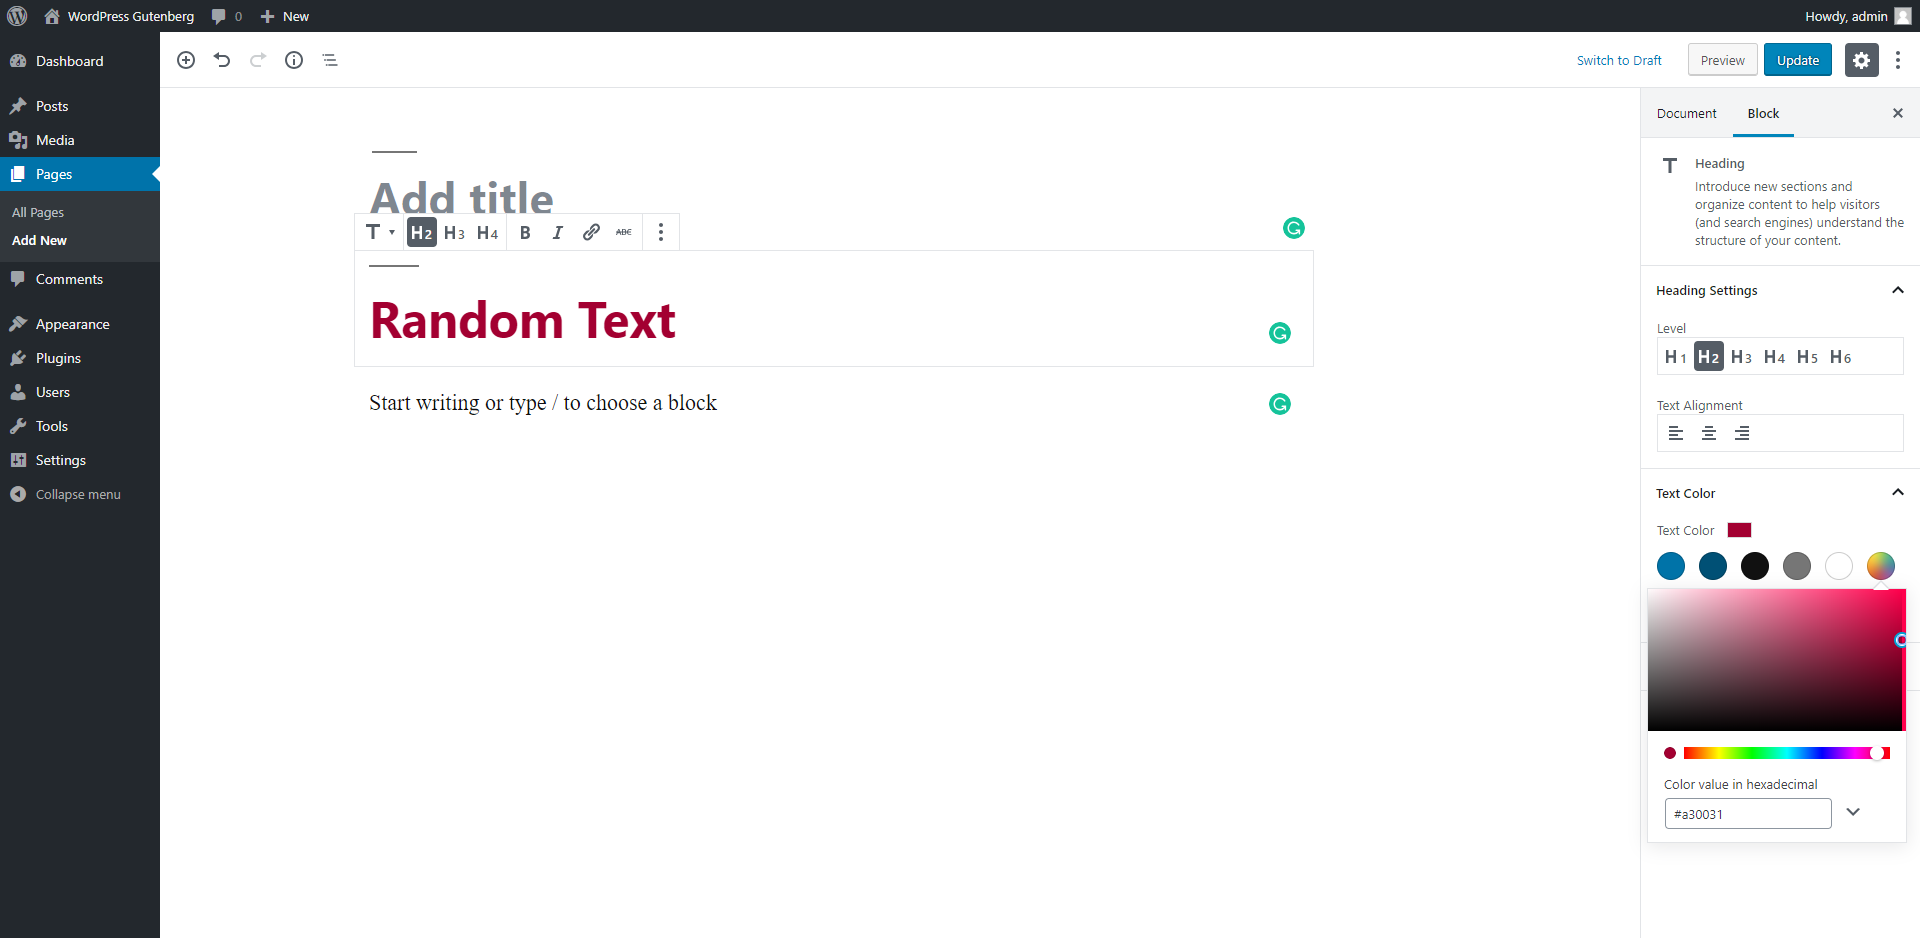 WordPress Gutenberg 0 New Howdy, admin
Dashboard
Posts
Media
Pages
All Pages
Add New
Comments
Appearance
Plugins
Users
Tools
Settings
Collapse menu
Switch to Draft Preview Update
Add title
T H2 H3 H4 B I ABC
Random Text
Start writing or type / to choose a block
Document Block
T Heading
Introduce new sections and
organize content to help visitors
(and search engines) understand the
structure of your content.
Heading Settings
Level
H1 H2 H3 H4 H5 H6
Text Alignment
Text Color
Text Color
Color value in hexadecimal
#a30031